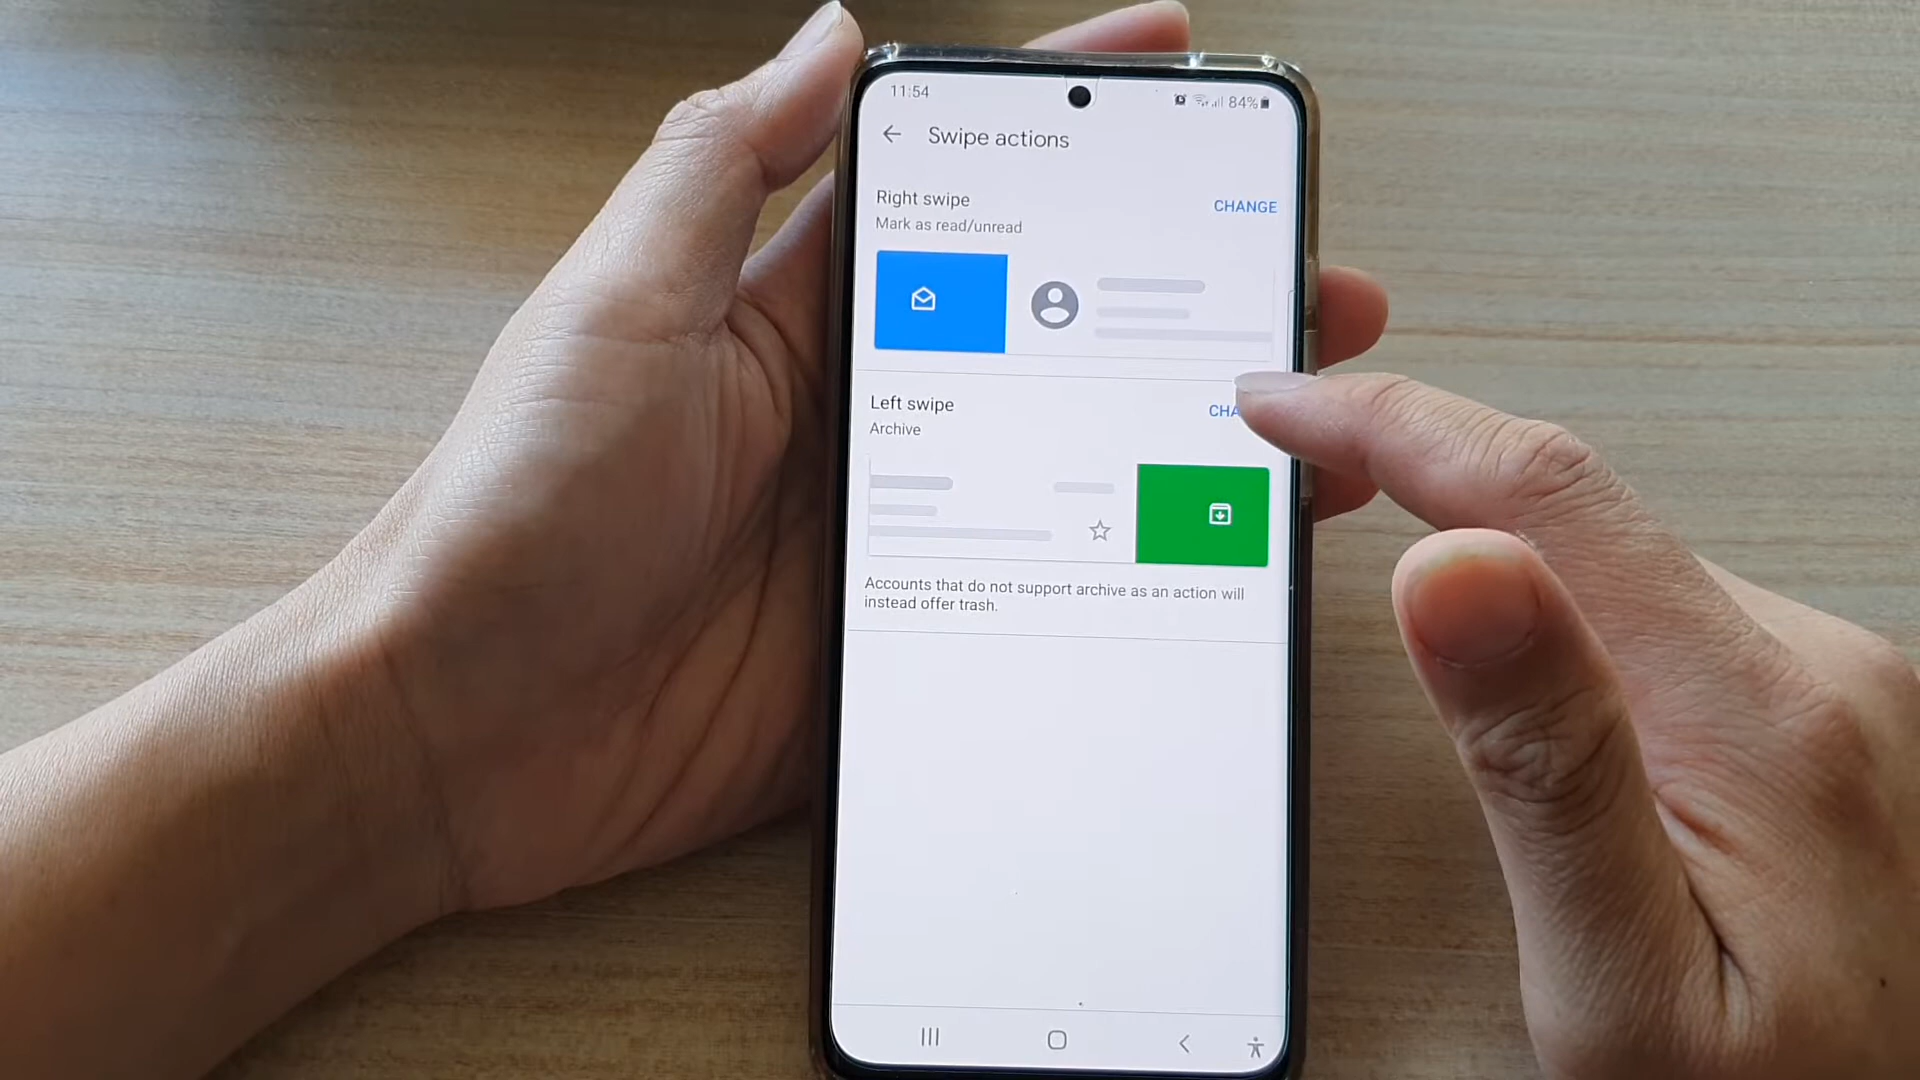 11:54
84%
Swipe actions
Right swipe
CHANGE
Mark as read/unread
Left swipe
CHA
Archive
Accounts that do not support archive as an action will
instead offer trash.